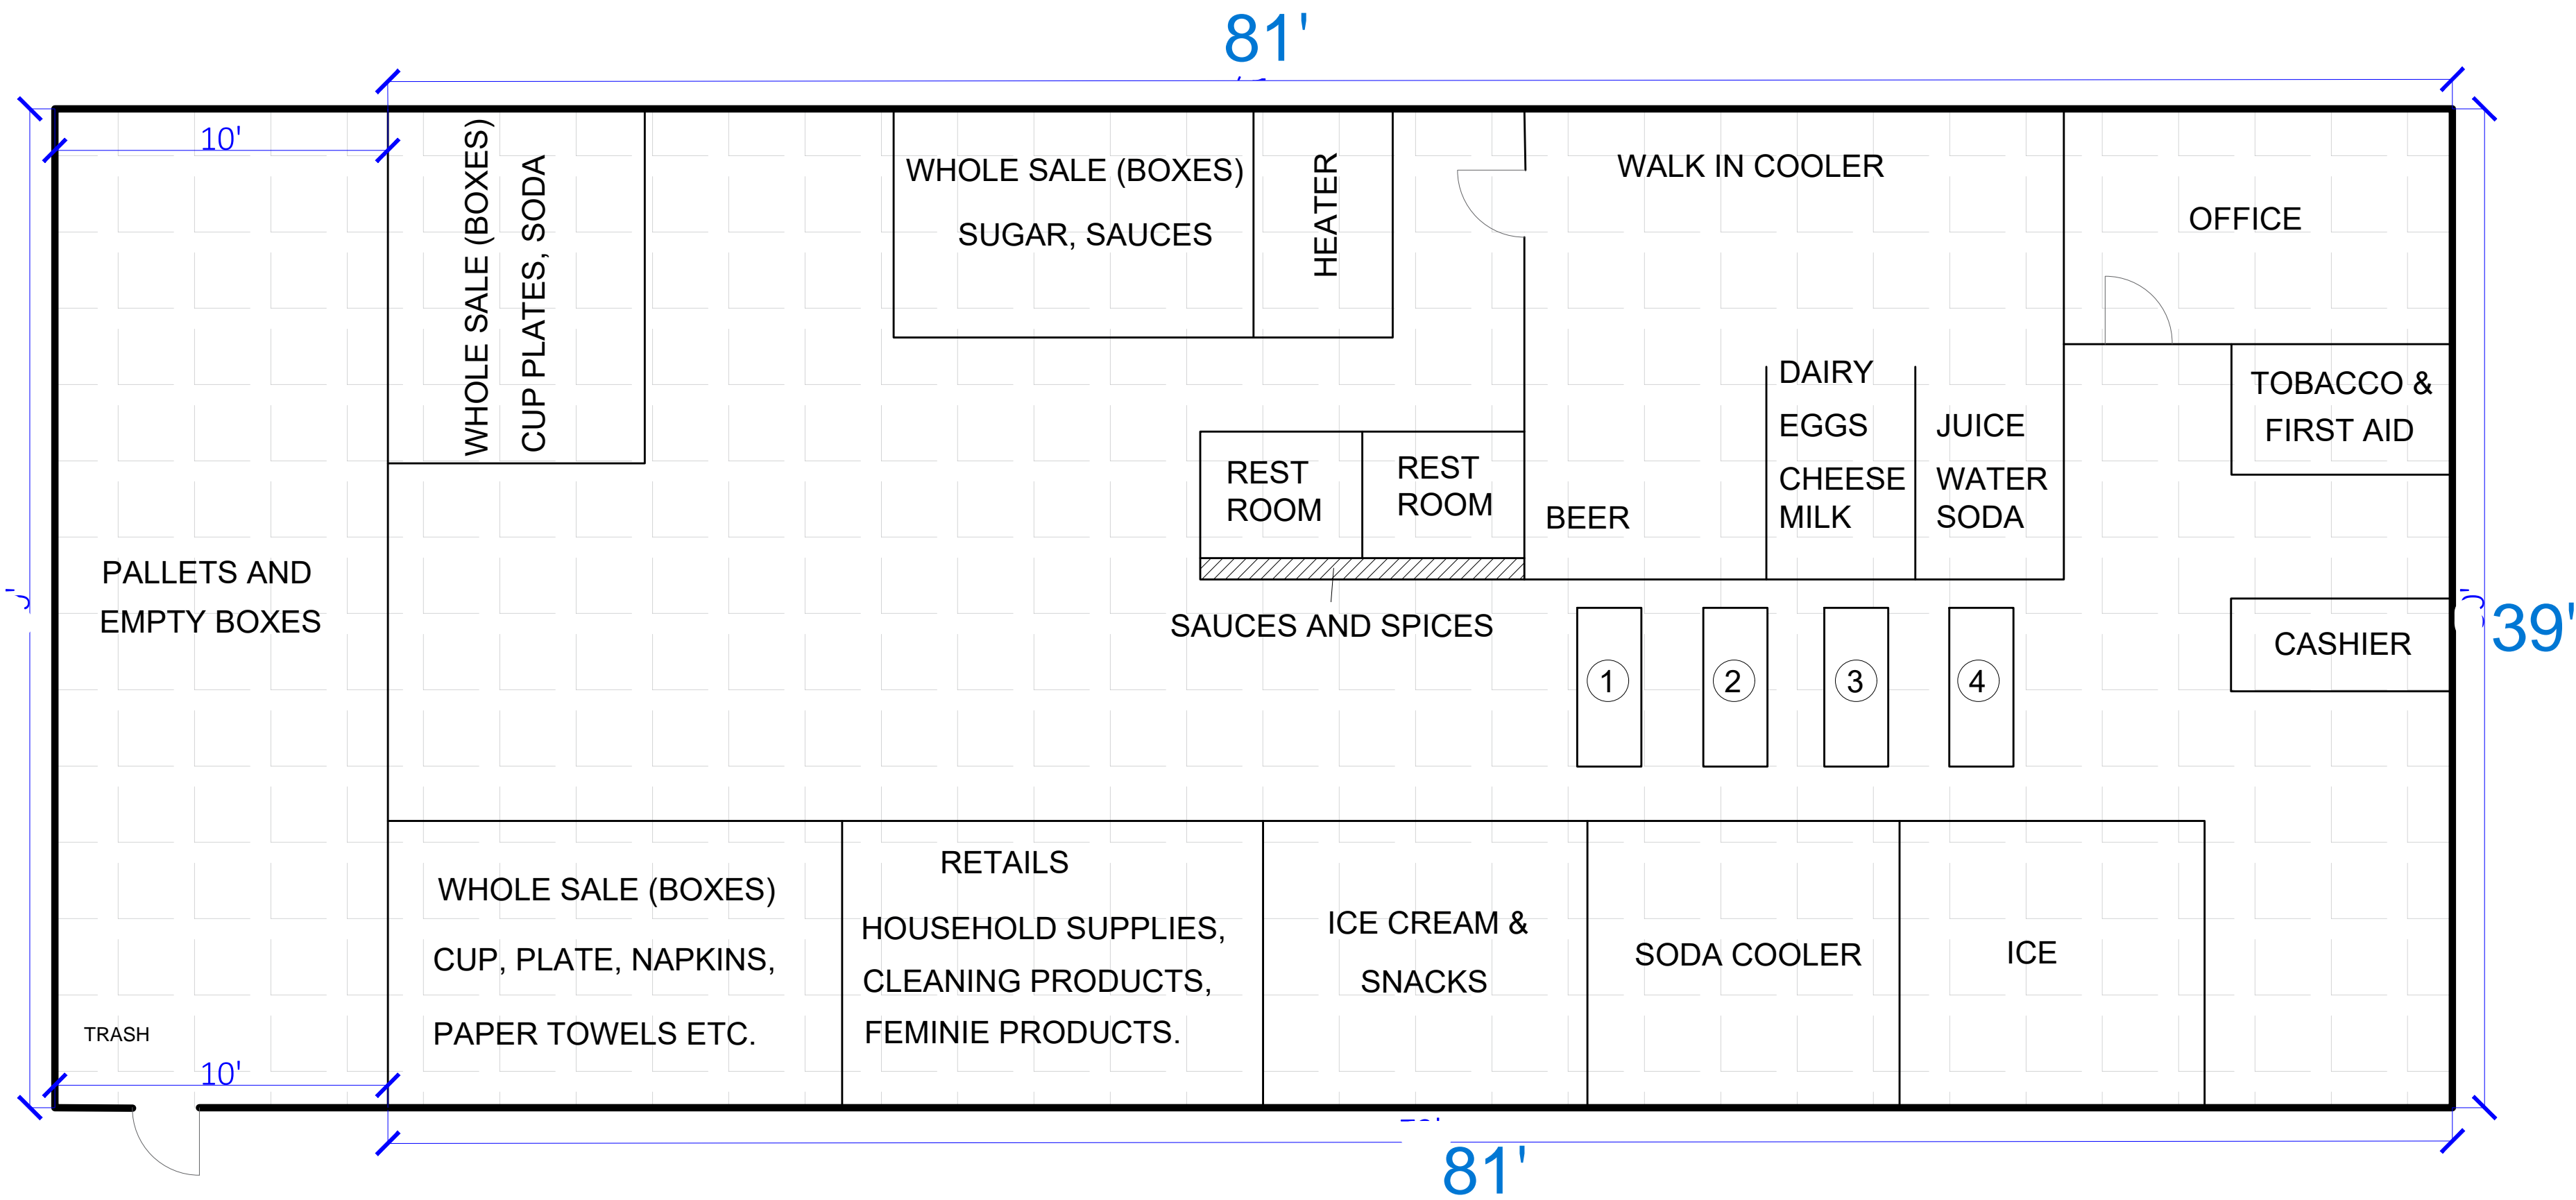 81'
10'
WHOLE SALE (BOXES)
CUP PLATES, SODA
WHOLE SALE (BOXES)
SUGAR, SAUCES
HEATER
WALK IN COOLER
OFFICE
DAIRY
EGGS
CHEESE
MILK
JUICE
WATER
SODA
BEER
TOBACCO &
FIRST AID
REST
ROOM
REST
ROOM
SAUCES AND SPICES
PALLETS AND
EMPTY BOXES
1
2
3
4
CASHIER
39'
WHOLE SALE (BOXES)
CUP, PLATE, NAPKINS,
PAPER TOWELS ETC.
RETAILS
HOUSEHOLD SUPPLIES,
CLEANING PRODUCTS,
FEMINIE PRODUCTS.
ICE CREAM &
SNACKS
SODA COOLER
ICE
TRASH
10'
81'